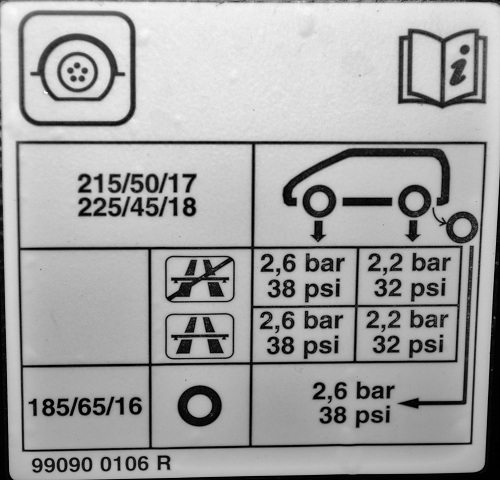 i
215/50/17
225/45/18
2,6 bar 2,2 bar
38 psi 32 psi
2,6 bar 2,2 bar
38 psi 32 psi
185/65/16
2,6 bar
38 psi
99090 0106 R